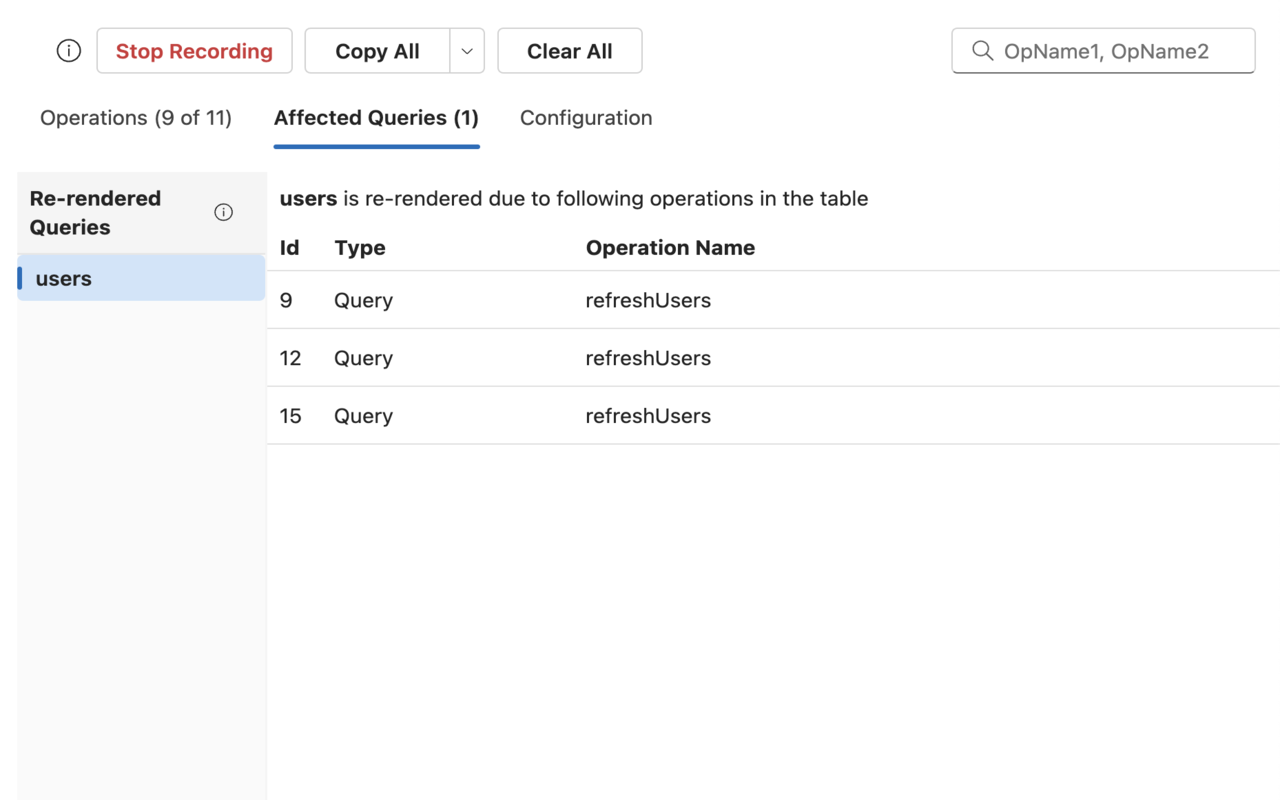 Stop Recording Copy All Clear All OpName1, OpName2
Operations (9 of 11) Affected Queries (1) Configuration
Re-rendered
Queries
users
users is re-rendered due to following operations in the table
Id Type Operation Name
9 Query refreshUsers
12 Query refreshUsers
15 Query refreshUsers